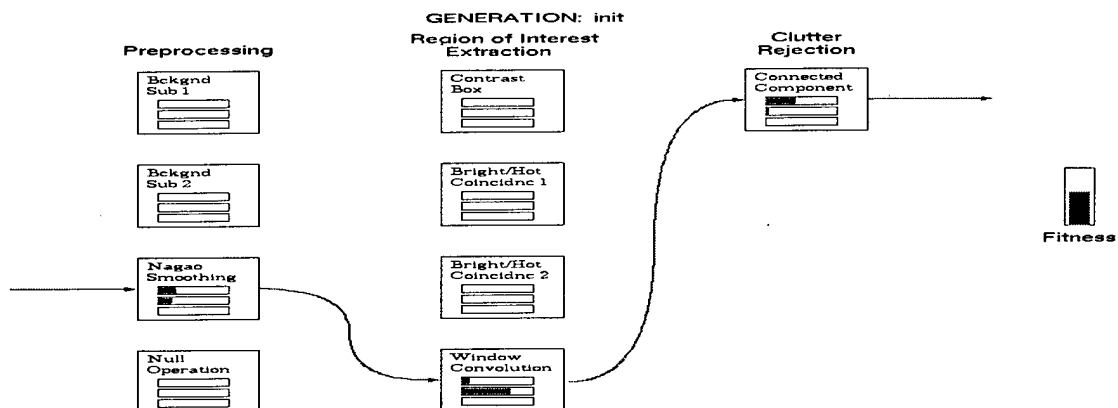 GENERATION: init
Preprocessing
Region of Interest
Extraction
Clutter
Rejection
Bckgnd
Sub 1
Contrast
Box
Connected
Component
Bckgnd
Sub 2
Bright/Hot
Coincidnc 1
Fitness
Nagao
Smoothing
Bright/Hot
Coincidnc 2
Null
Operation
Window
Convolution